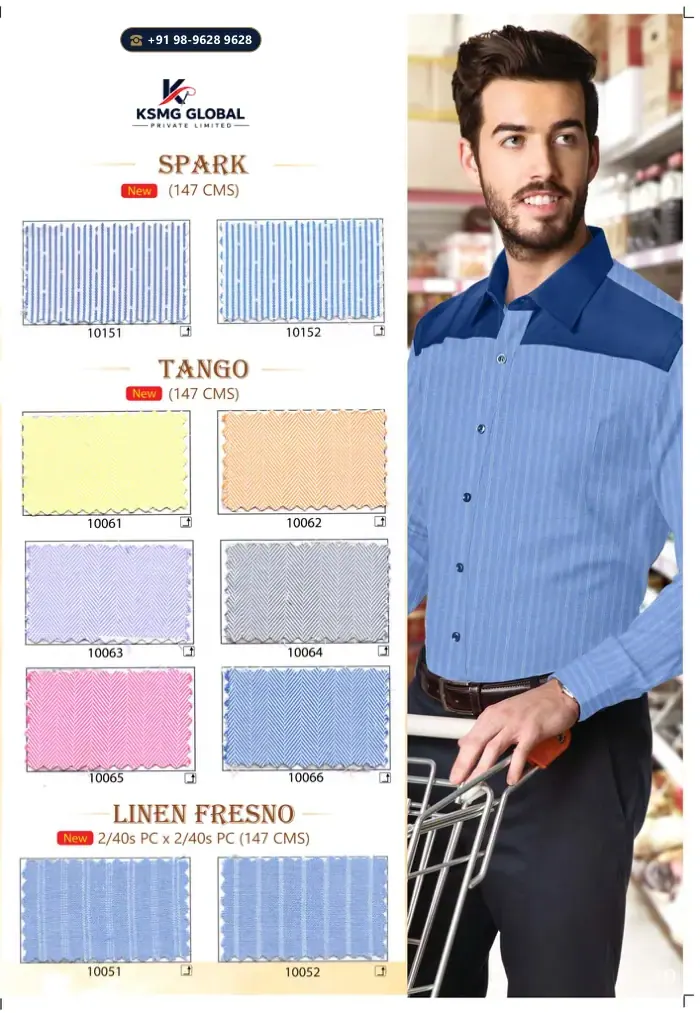 +91 98-9628 9628
KSMG GLOBAL
PRIVATE LIMITED
SPARK
New (147 CMS)
10151
10152
TANGO
New (147 CMS)
10061
10062
10063
10064
10065
10066
LINEN FRESNO
New 2/40s PC x 2/40s PC (147 CMS)
10051
10052